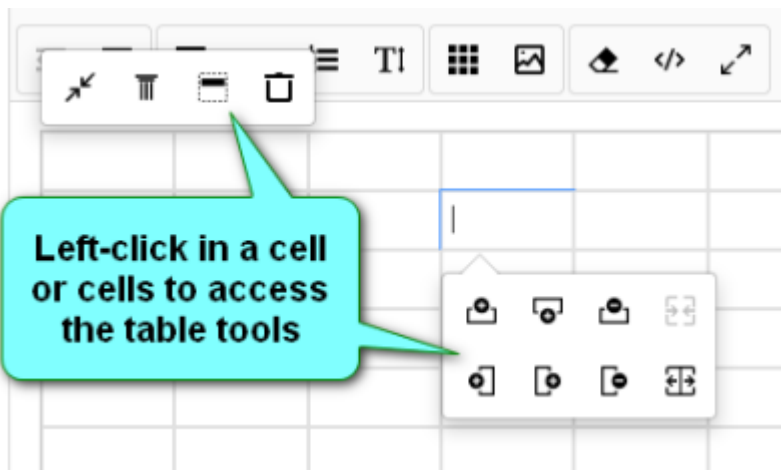 Left-click in a cell
or cells to access
the table tools